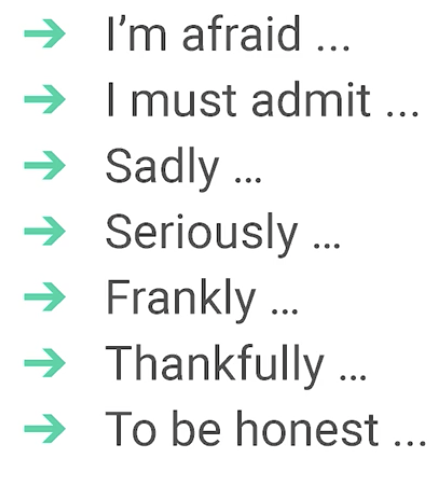 → I’m afraid ...
→ I must admit ...
→ Sadly ...
→ Seriously ...
→ Frankly ...
→ Thankfully ...
→ To be honest ...